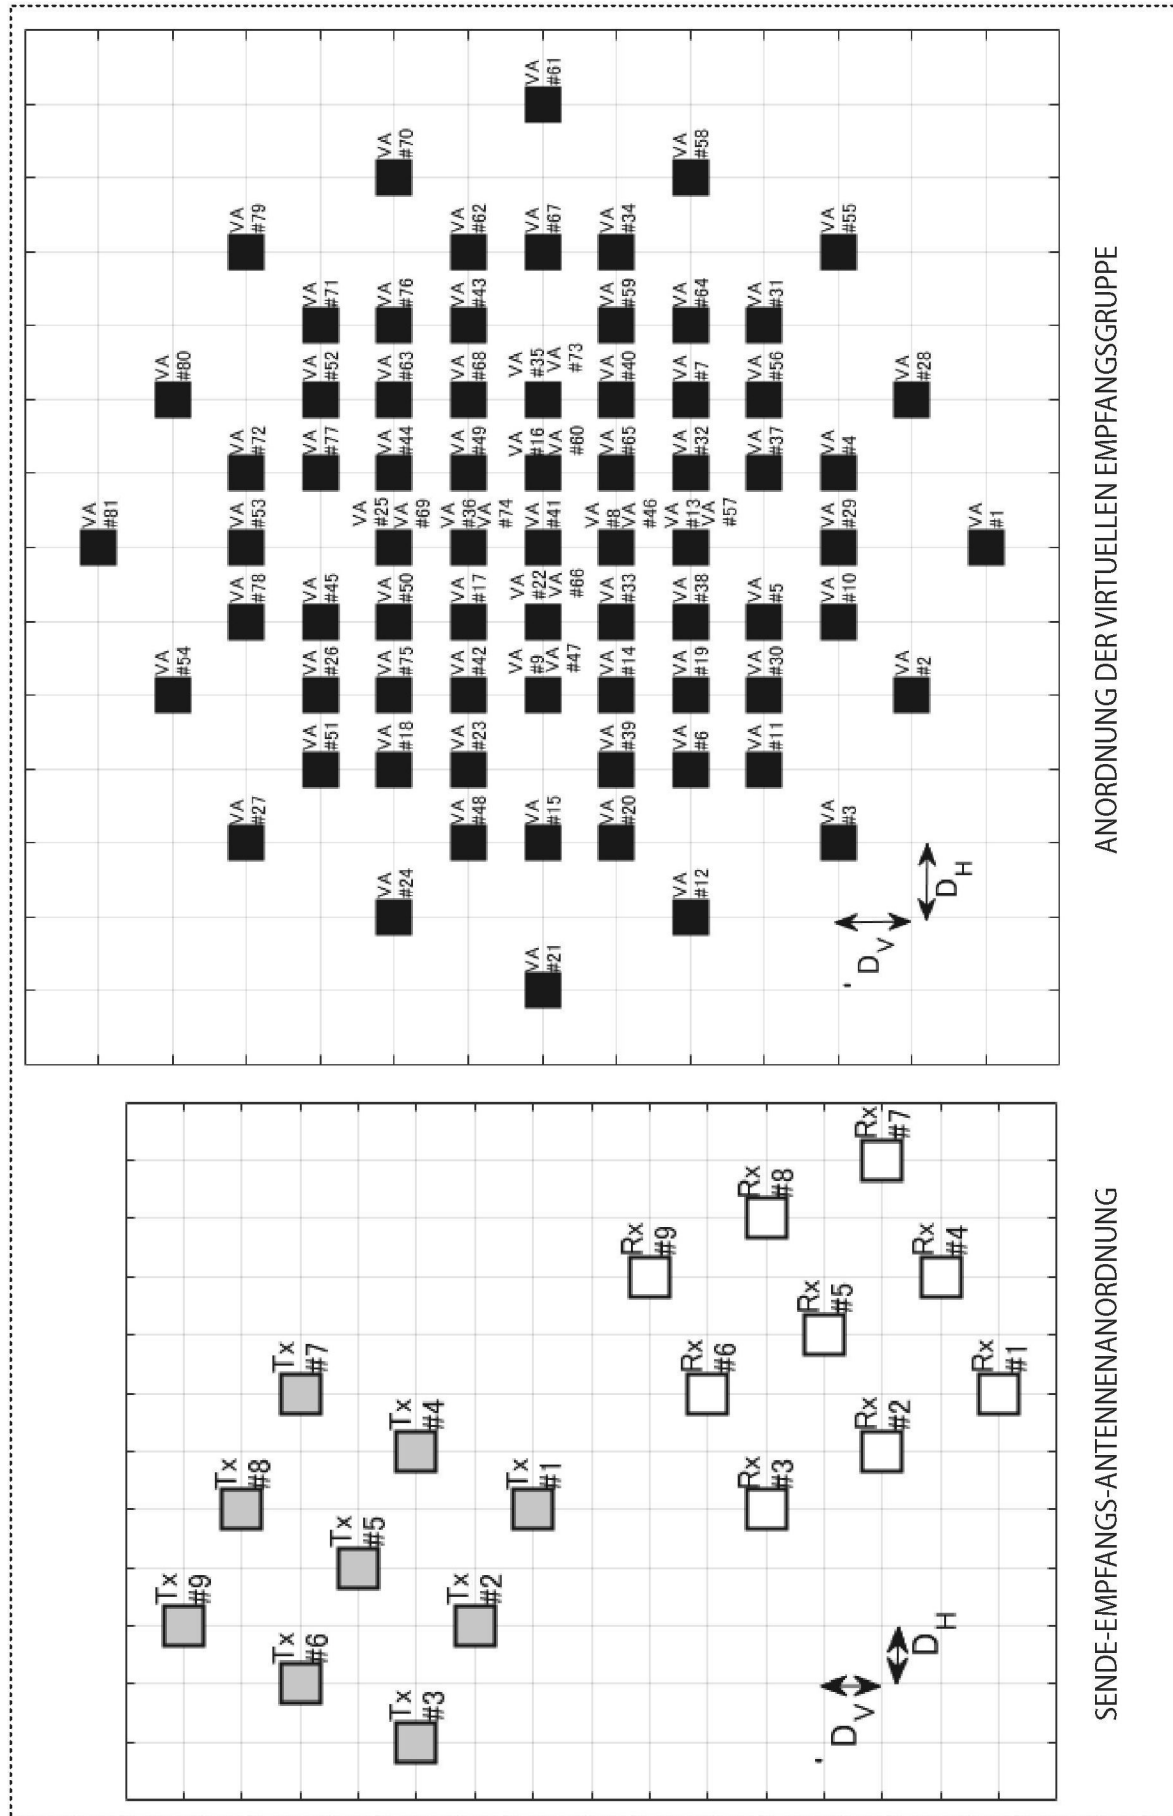 Tx
#9
Tx
#8
Tx
#6
Tx
#7
Tx
#5
Tx
#3
Tx
#4
Tx
#2
Tx
#1
Rx
#9
Rx
#6
Rx
#3
Rx
#8
Rx
#5
Rx
#2
Rx
#7
Rx
#4
Rx
#1
DV
DH
SENDE-EMPFANGS-ANTENNENANORDNUNG
VA
#81
VA
#54
VA
#80
VA
#27
VA
#78
VA
#53
VA
#72
VA
#79
VA
#51
VA
#26
VA
#45
VA
#77
VA
#52
VA
#71
VA
#24
VA
#18
VA
#75
VA
#50
VA
#25
VA
#69
VA
#44
VA
#63
VA
#76
VA
#70
VA
#48
VA
#23
VA
#42
VA
#17
VA
#36
VA
#74
VA
#49
VA
#68
VA
#43
VA
#62
VA
#21
VA
#15
VA
#9
VA
#47
VA
#22
VA
#66
VA
#41
VA
#16
VA
#60
VA
#35
VA
#73
VA
#67
VA
#61
VA
#20
VA
#39
VA
#14
VA
#33
VA
#8
VA
#46
VA
#65
VA
#40
VA
#59
VA
#34
VA
#12
VA
#6
VA
#19
VA
#38
VA
#13
VA
#57
VA
#32
VA
#7
VA
#64
VA
#58
VA
#11
VA
#30
VA
#5
VA
#37
VA
#56
VA
#31
VA
#3
VA
#10
VA
#29
VA
#4
VA
#55
VA
#2
VA
#28
VA
#1
DV
DH
ANORDNUNG DER VIRTUELLEN EMPFANGSGRUPPE